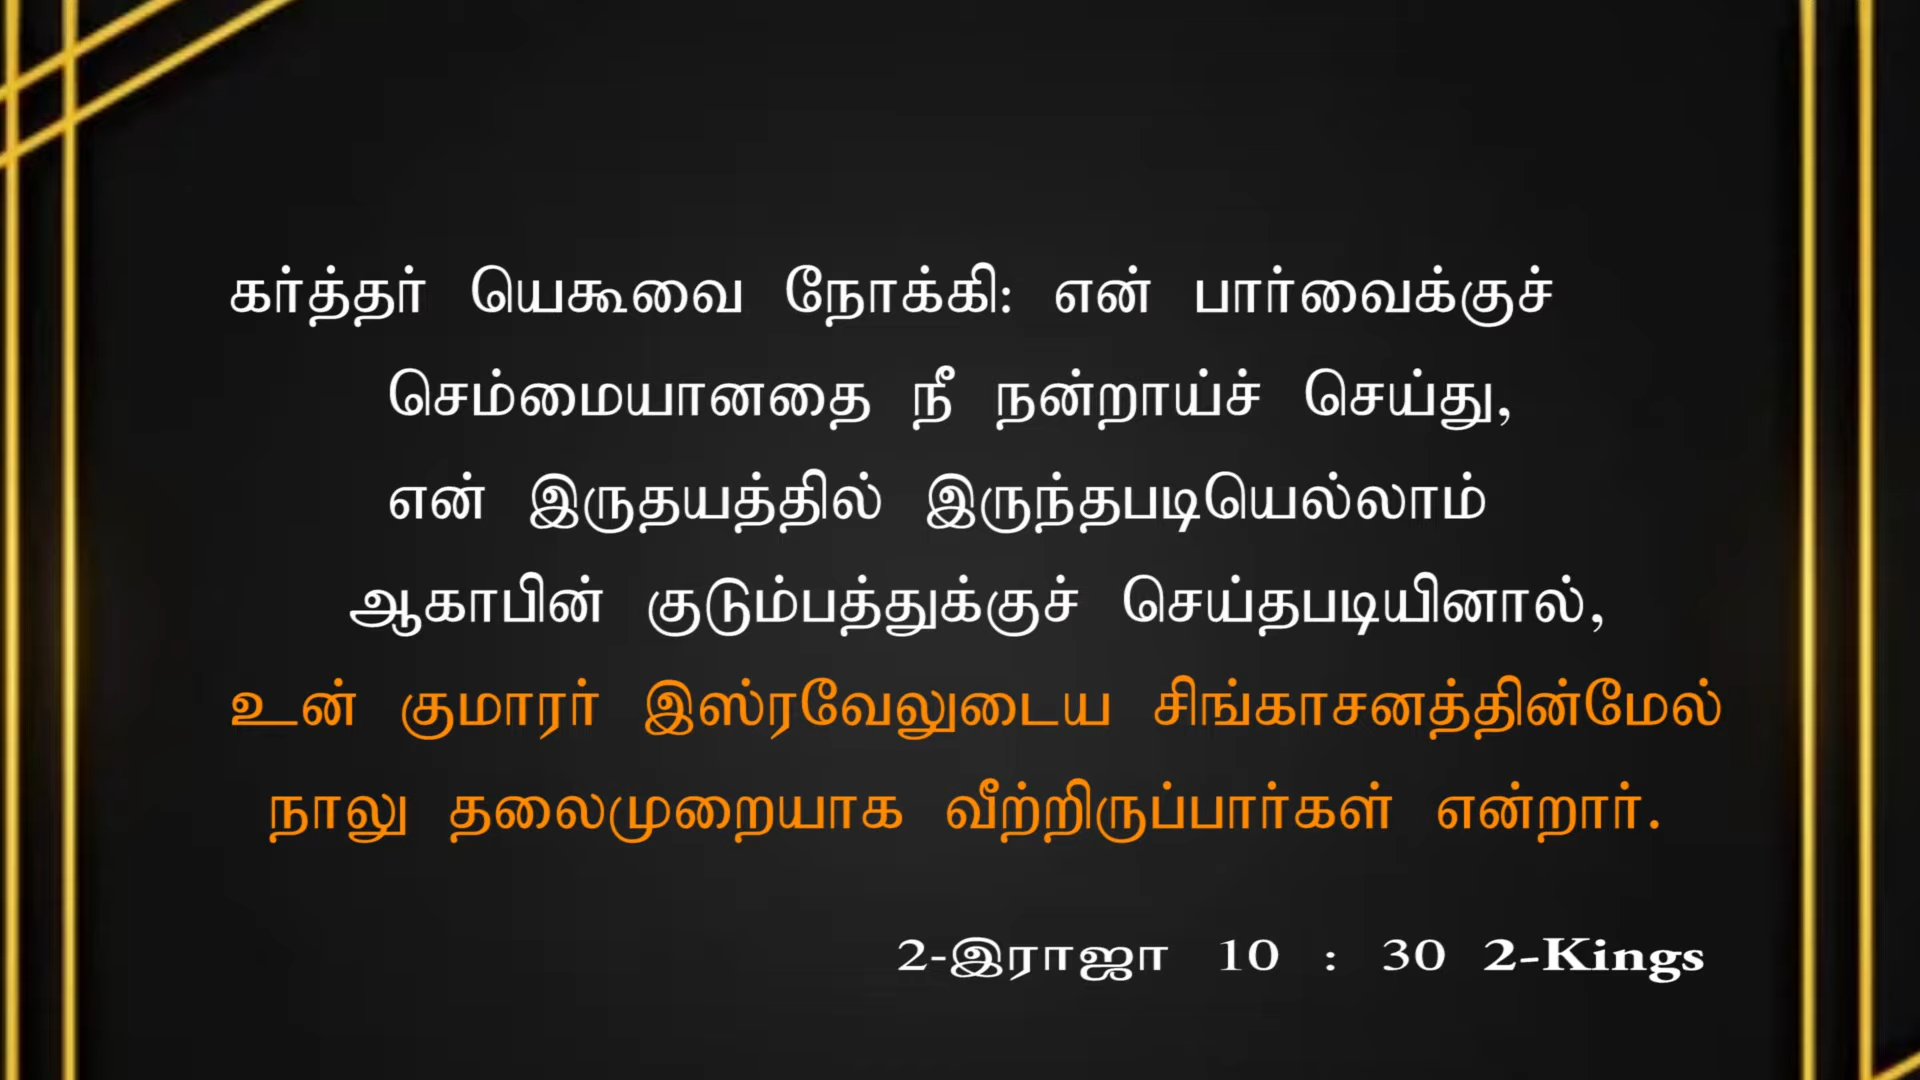 கர்த்தர் யெகூவை நோக்கி: என் பார்வைக்குச்
செம்மையானதை நீ நன்றாய்ச் செய்து,
என் இருதயத்தில் இருந்தபடியெல்லாம்
ஆகாபின் குடும்பத்துக்குச் செய்தபடியினால்,
உன் குமாரர் இஸ்ரவேலுடைய சிங்காசனத்தின்மேல்
நாலு தலைமுறையாக வீற்றிருப்பார்கள் என்றார்.
2-இராஜா 10 : 30 2-Kings